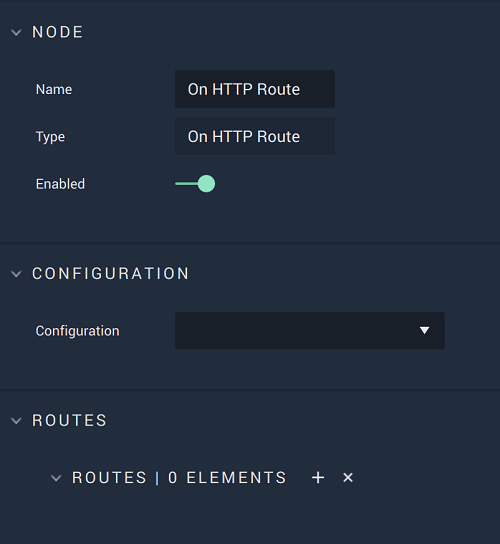 NODE
Name On HTTP Route
Type On HTTP Route
Enabled
CONFIGURATION
Configuration
ROUTES
ROUTES | 0 ELEMENTS